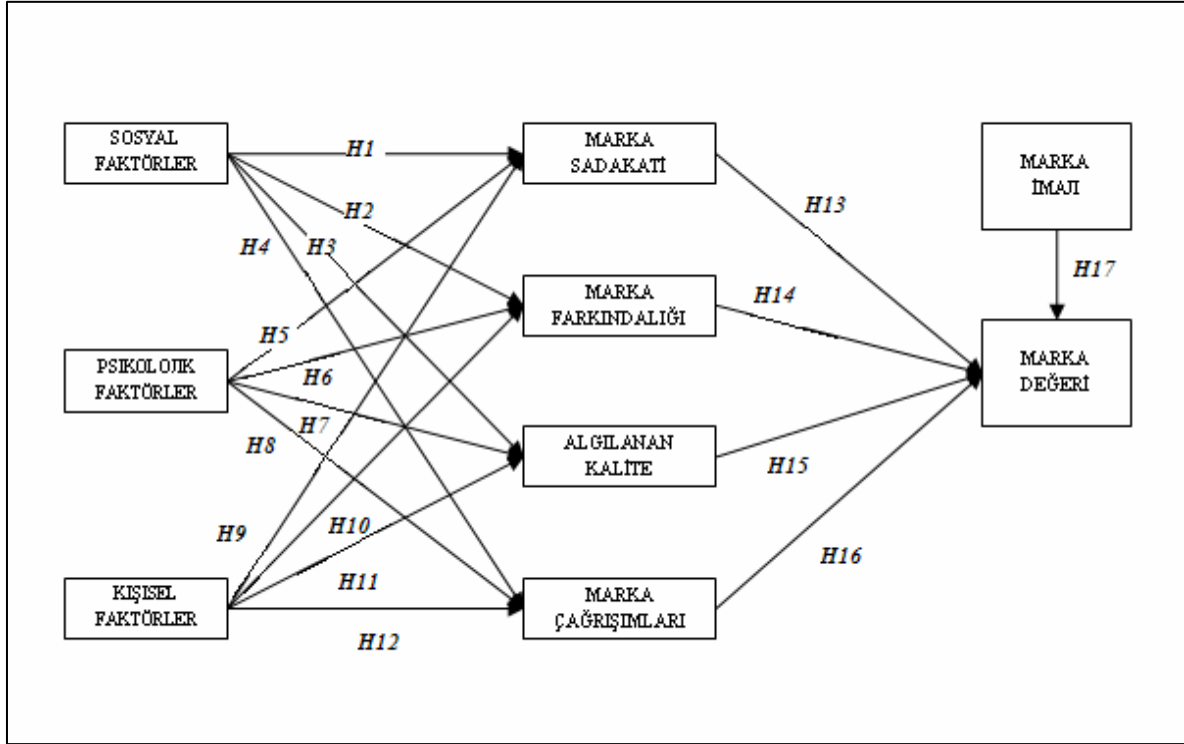 SOSYAL
FAKTÖRLER
H1
MARKA
SADAKATİ
MARKA
İMAJI
H2
H13
H4
H3
H17
MARKA
FARKINDALIĞI
H14
H5
PSIKOLOJIK
FAKTÖRLER
H6
MARKA
DEĞERİ
H8
H7
ALGILANAN
KALİTE
H15
H9
H10
H16
KIŞISEL
FAKTÖRLER
H11
MARKA
ÇAĞRIŞIMLARI
H12